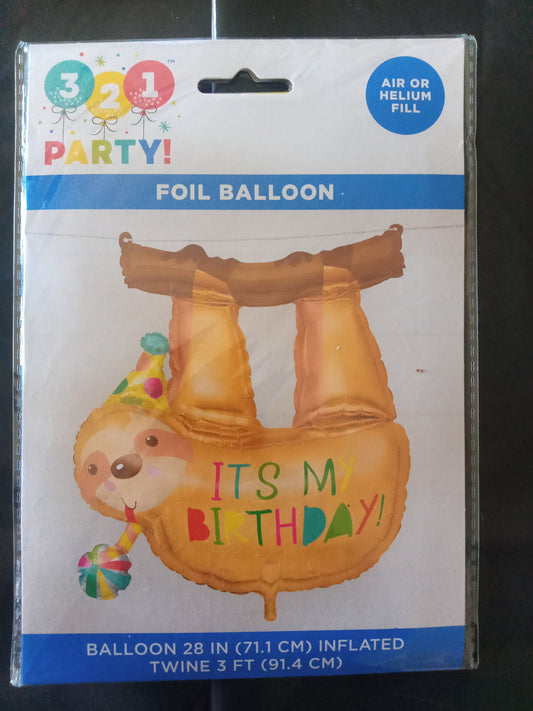 3 2 1™
PARTY!
AIR OR
HELIUM
FILL
FOIL BALLOON
ITS MY
BIRTHDAY!
BALLOON 28 IN (71.1 CM) INFLATED
TWINE 3 FT (91.4 CM)